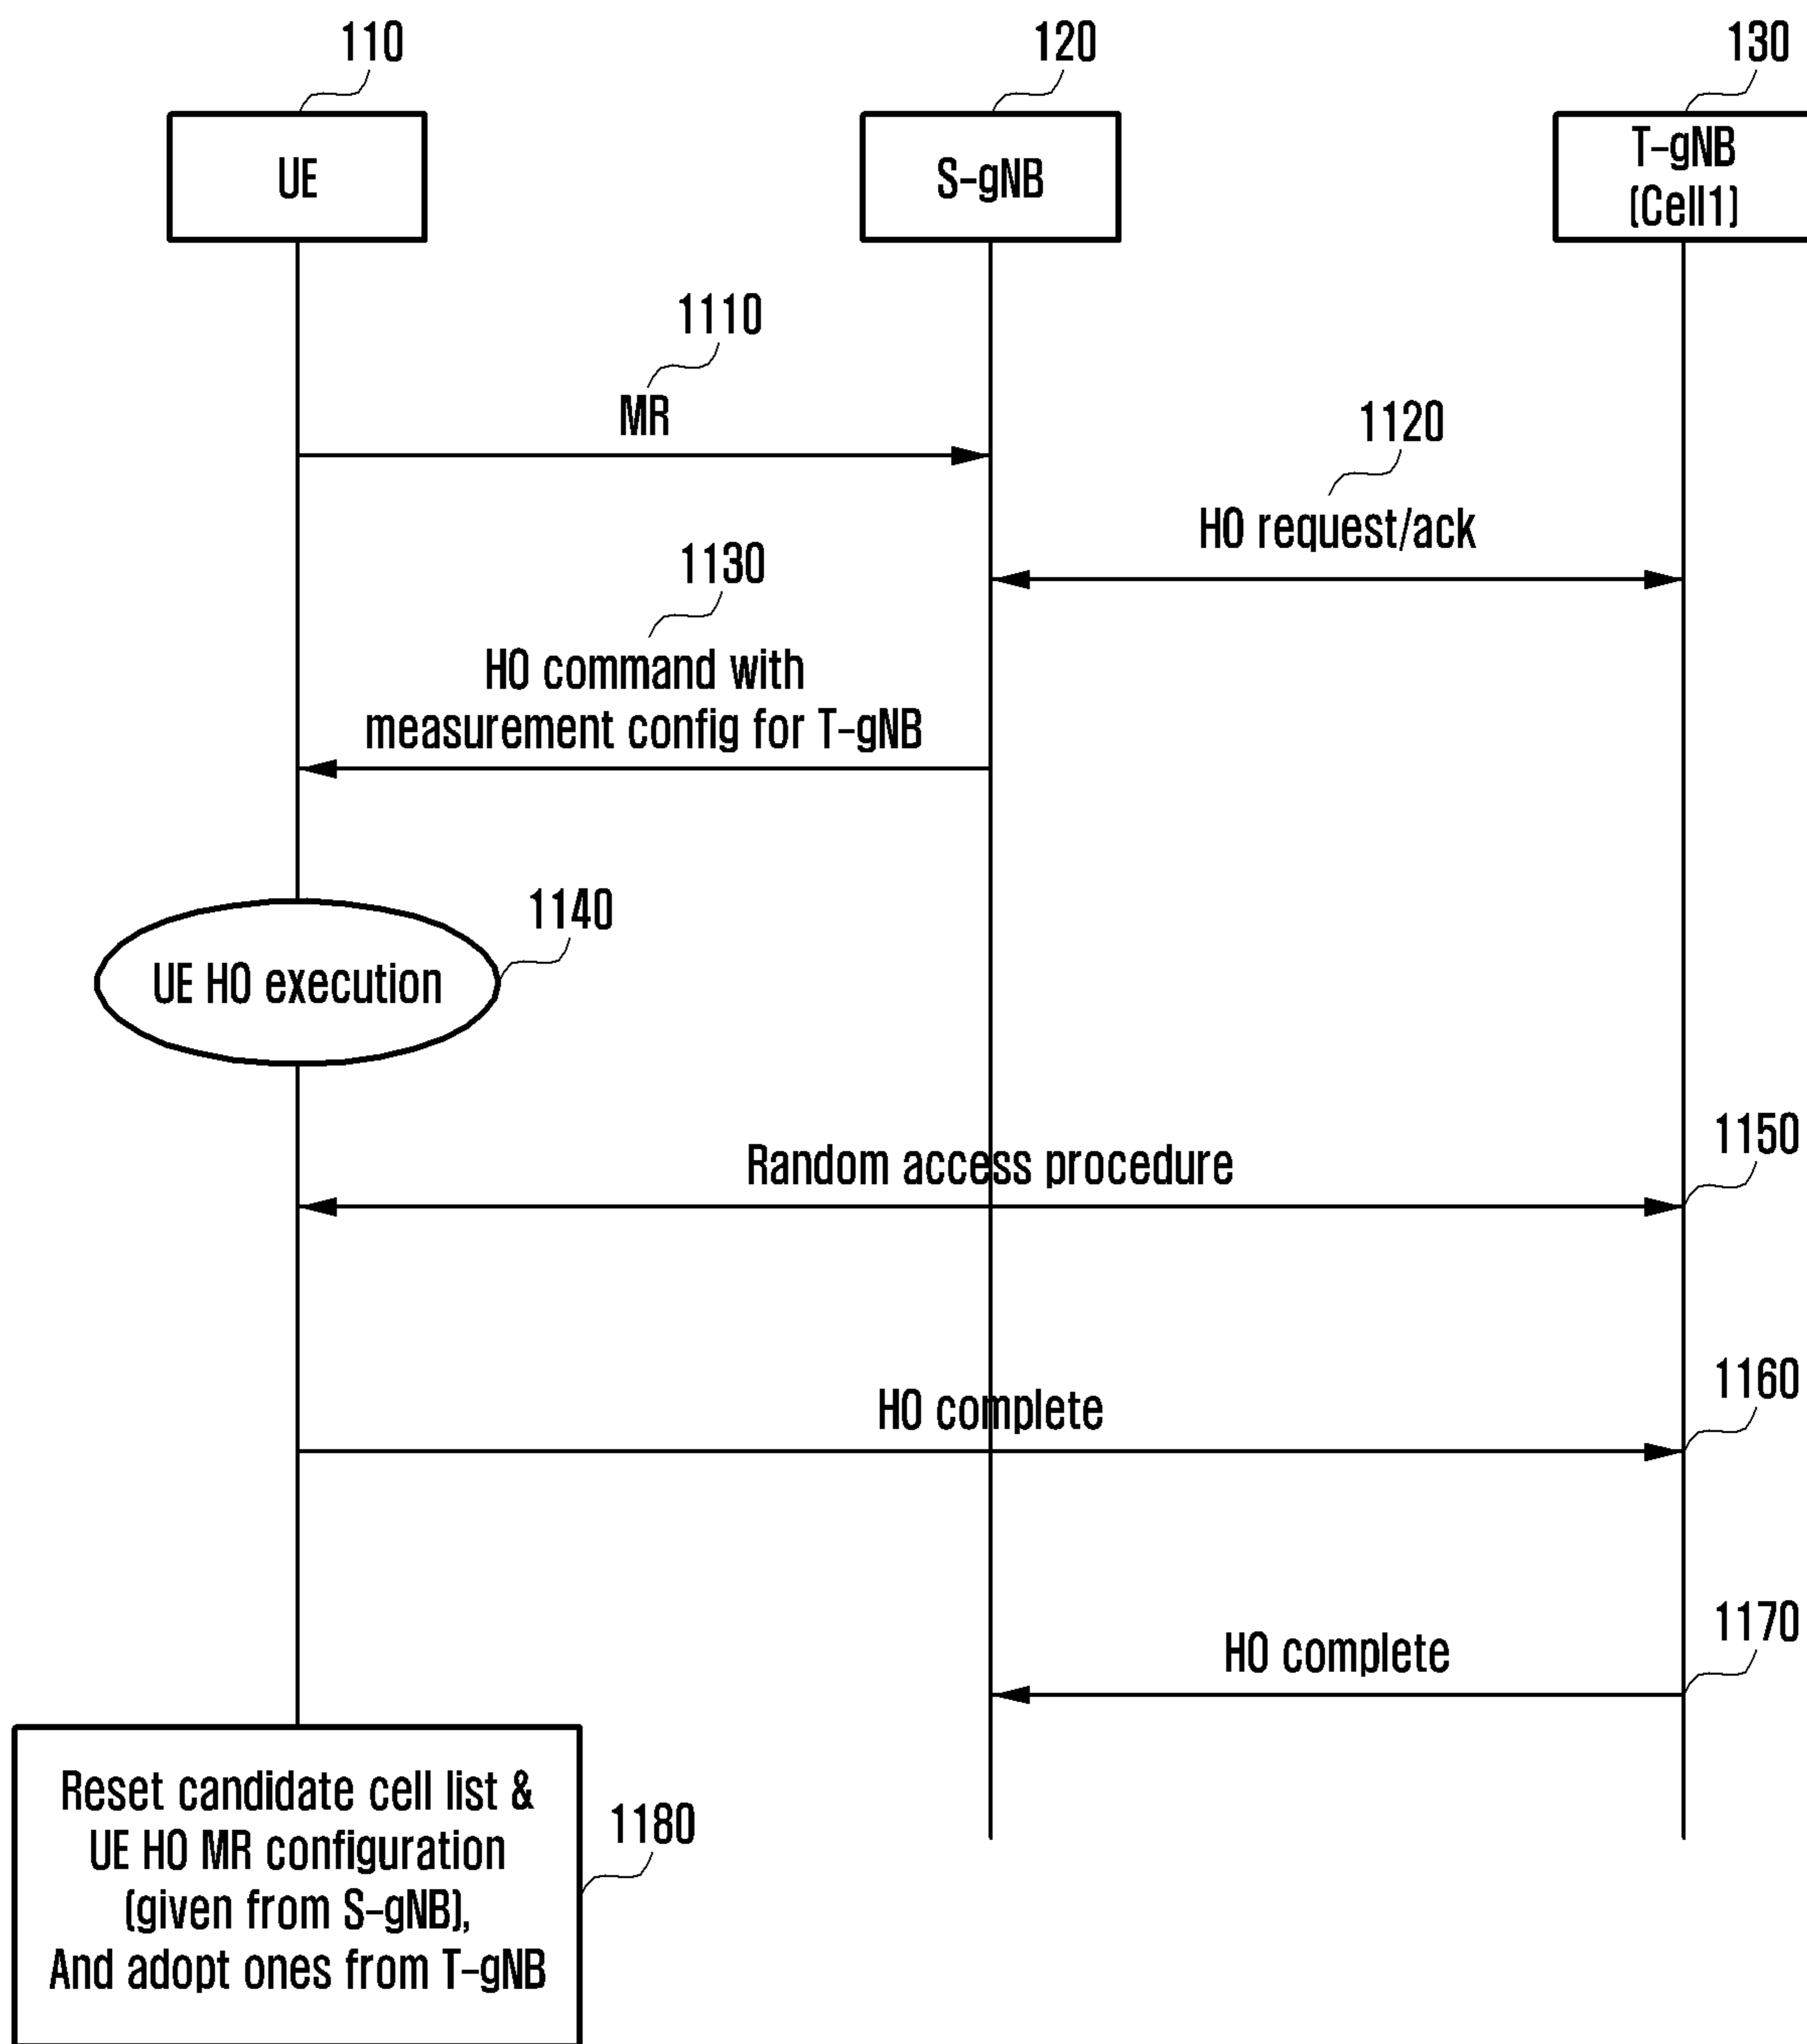 110
120
130
UE
S-gNB
T-gNB
(Cell1)
1110
MR
1120
HO request/ack
1130
HO command with
measurement config for T-gNB
1140
UE HO execution
1150
Random access procedure
1160
HO complete
1170
HO complete
Reset candidate cell list &
UE HO MR configuration
(given from S-gNB),
And adopt ones from T-gNB
1180